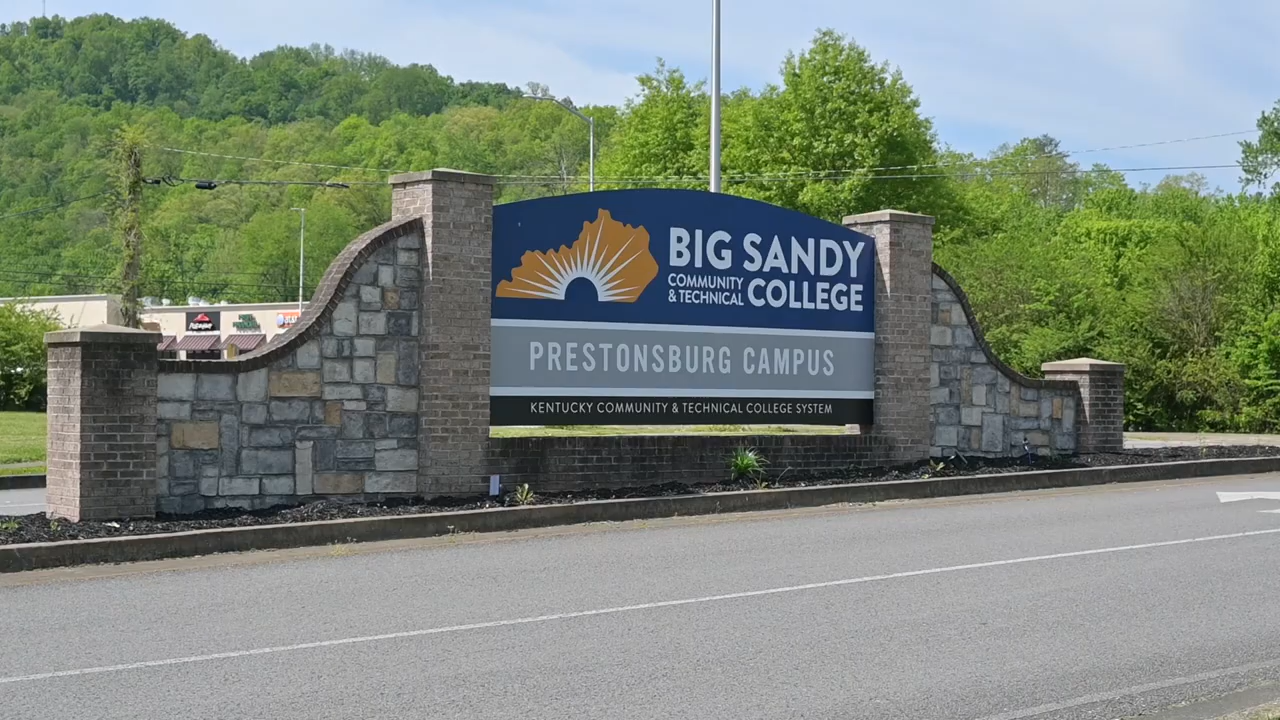 BIG SANDY
COMMUNITY
& TECHNICAL
COLLEGE
PRESTONSBURG CAMPUS
KENTUCKY COMMUNITY & TECHNICAL COLLEGE SYSTEM